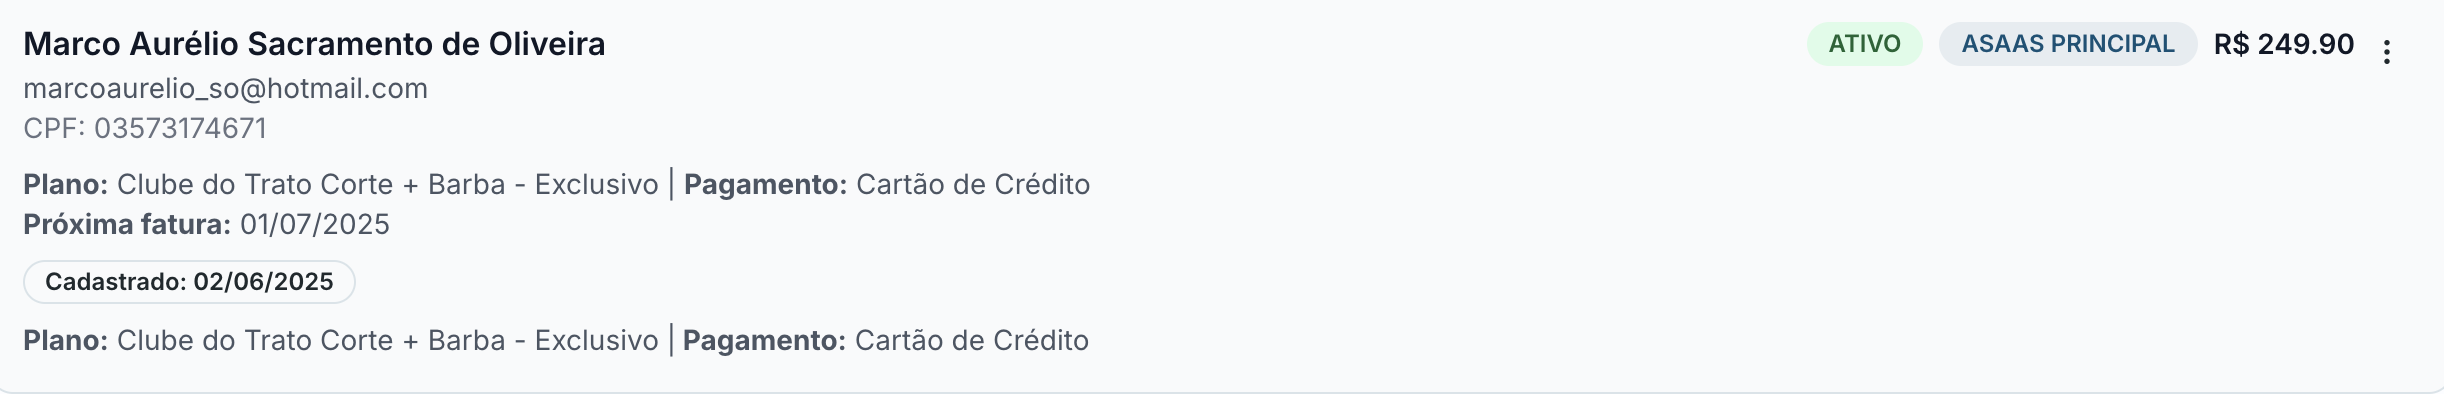 Marco Aurélio Sacramento de Oliveira
ATIVO
ASAAS PRINCIPAL
R$ 249.90
marcoaurelio_so@hotmail.com
CPF: 03573174671
Plano: Clube do Trato Corte + Barba - Exclusivo | Pagamento: Cartão de Crédito
Próxima fatura: 01/07/2025
Cadastrado: 02/06/2025
Plano: Clube do Trato Corte + Barba - Exclusivo | Pagamento: Cartão de Crédito